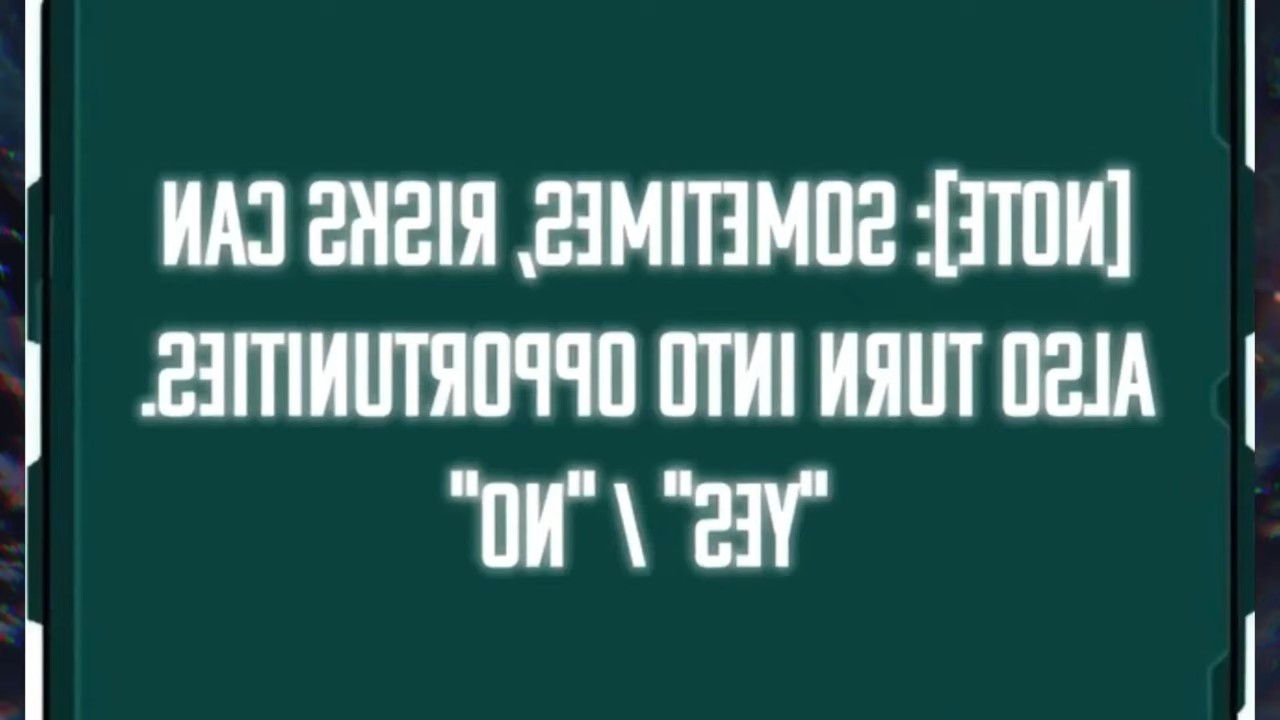 [NOTE]: SOMETIMES, RISKS CAN
ALSO TURN INTO OPPORTUNITIES.
"YES" / "NO"